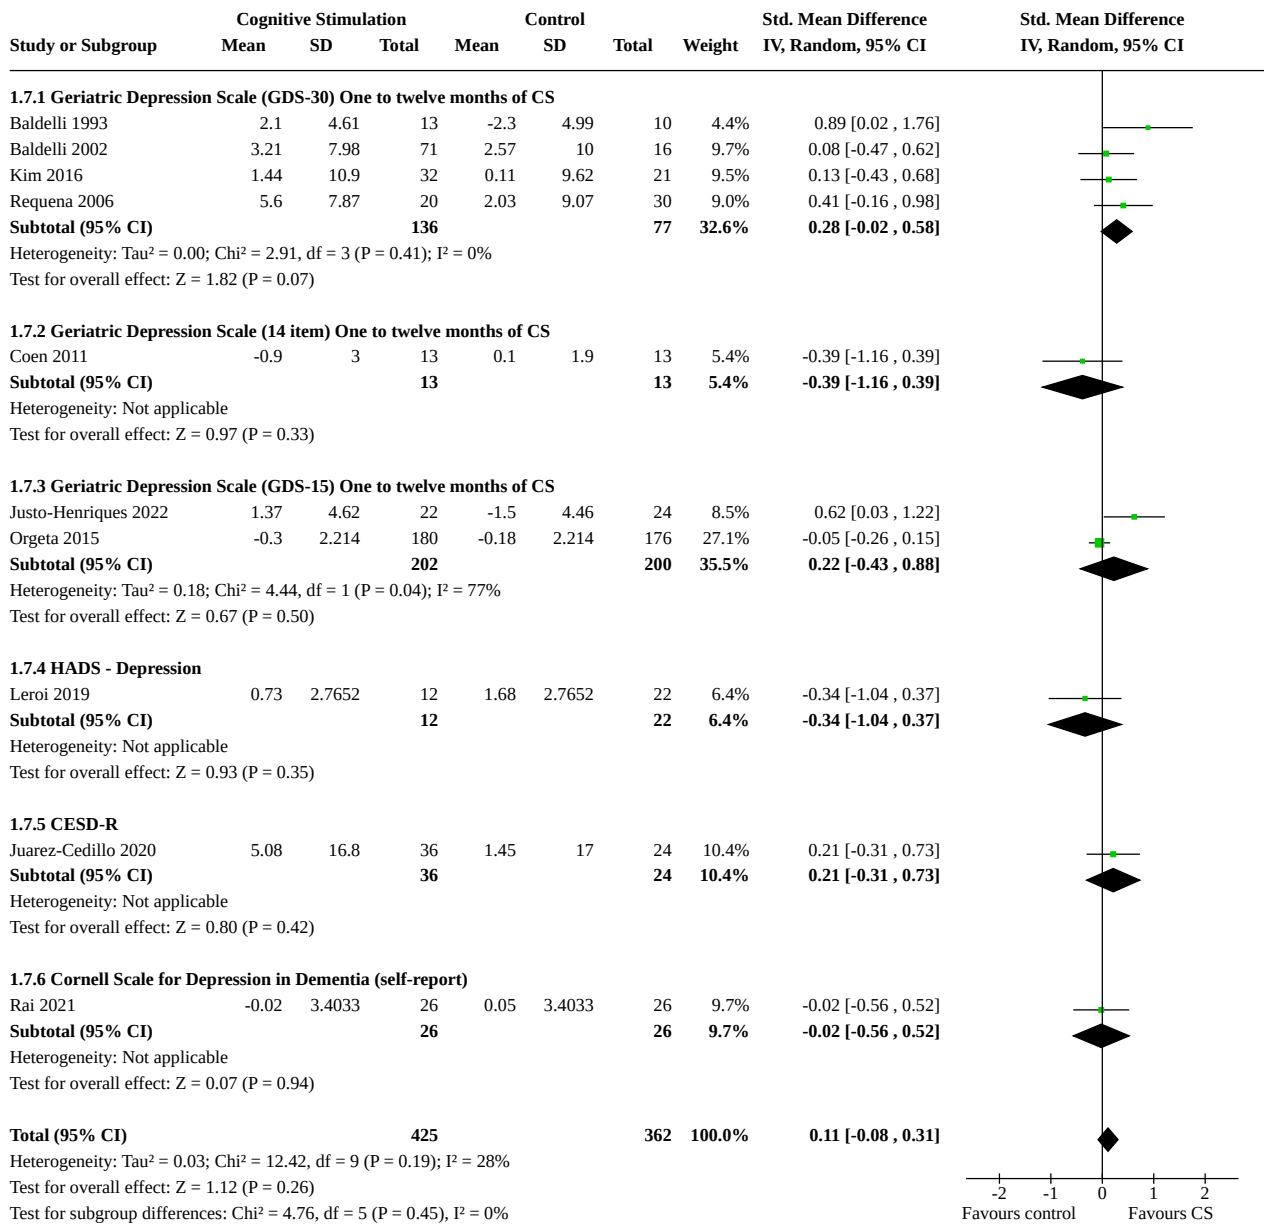 Cognitive Stimulation Control Std. Mean Difference Std. Mean Difference
Study or Subgroup Mean SD Total Mean SD Total Weight IV, Random, 95% CI IV, Random, 95% CI
1.7.1 Geriatric Depression Scale (GDS-30) One to twelve months of CS
Baldelli 1993 2.1 4.61 13 -2.3 4.99 10 4.4% 0.89 [0.02 , 1.76]
Baldelli 2002 3.21 7.98 71 2.57 10 16 9.7% 0.08 [-0.47 , 0.62]
Kim 2016 1.44 10.9 32 0.11 9.62 21 9.5% 0.13 [-0.43 , 0.68]
Requena 2006 5.6 7.87 20 2.03 9.07 30 9.0% 0.41 [-0.16 , 0.98]
Subtotal (95% CI) 136 77 32.6% 0.28 [-0.02 , 0.58]
Heterogeneity: Tau² = 0.00; Chi² = 2.91, df = 3 (P = 0.41); I² = 0%
Test for overall effect: Z = 1.82 (P = 0.07)
1.7.2 Geriatric Depression Scale (14 item) One to twelve months of CS
Coen 2011 -0.9 3 13 0.1 1.9 13 5.4% -0.39 [-1.16 , 0.39]
Subtotal (95% CI) 13 13 5.4% -0.39 [-1.16 , 0.39]
Heterogeneity: Not applicable
Test for overall effect: Z = 0.97 (P = 0.33)
1.7.3 Geriatric Depression Scale (GDS-15) One to twelve months of CS
Justo-Henriques 2022 1.37 4.62 22 -1.5 4.46 24 8.5% 0.62 [0.03 , 1.22]
Orgeta 2015 -0.3 2.214 180 -0.18 2.214 176 27.1% -0.05 [-0.26 , 0.15]
Subtotal (95% CI) 202 200 35.5% 0.22 [-0.43 , 0.88]
Heterogeneity: Tau² = 0.18; Chi² = 4.44, df = 1 (P = 0.04); I² = 77%
Test for overall effect: Z = 0.67 (P = 0.50)
1.7.4 HADS - Depression
Leroi 2019 0.73 2.7652 12 1.68 2.7652 22 6.4% -0.34 [-1.04 , 0.37]
Subtotal (95% CI) 12 22 6.4% -0.34 [-1.04 , 0.37]
Heterogeneity: Not applicable
Test for overall effect: Z = 0.93 (P = 0.35)
1.7.5 CESD-R
Juarez-Cedillo 2020 5.08 16.8 36 1.45 17 24 10.4% 0.21 [-0.31 , 0.73]
Subtotal (95% CI) 36 24 10.4% 0.21 [-0.31 , 0.73]
Heterogeneity: Not applicable
Test for overall effect: Z = 0.80 (P = 0.42)
1.7.6 Cornell Scale for Depression in Dementia (self-report)
Rai 2021 -0.02 3.4033 26 0.05 3.4033 26 9.7% -0.02 [-0.56 , 0.52]
Subtotal (95% CI) 26 26 9.7% -0.02 [-0.56 , 0.52]
Heterogeneity: Not applicable
Test for overall effect: Z = 0.07 (P = 0.94)
Total (95% CI) 425 362 100.0% 0.11 [-0.08 , 0.31]
Heterogeneity: Tau² = 0.03; Chi² = 12.42, df = 9 (P = 0.19); I² = 28%
Test for overall effect: Z = 1.12 (P = 0.26)
Test for subgroup differences: Chi² = 4.76, df = 5 (P = 0.45), I² = 0%
-2 -1 0 1 2
Favours control Favours CS